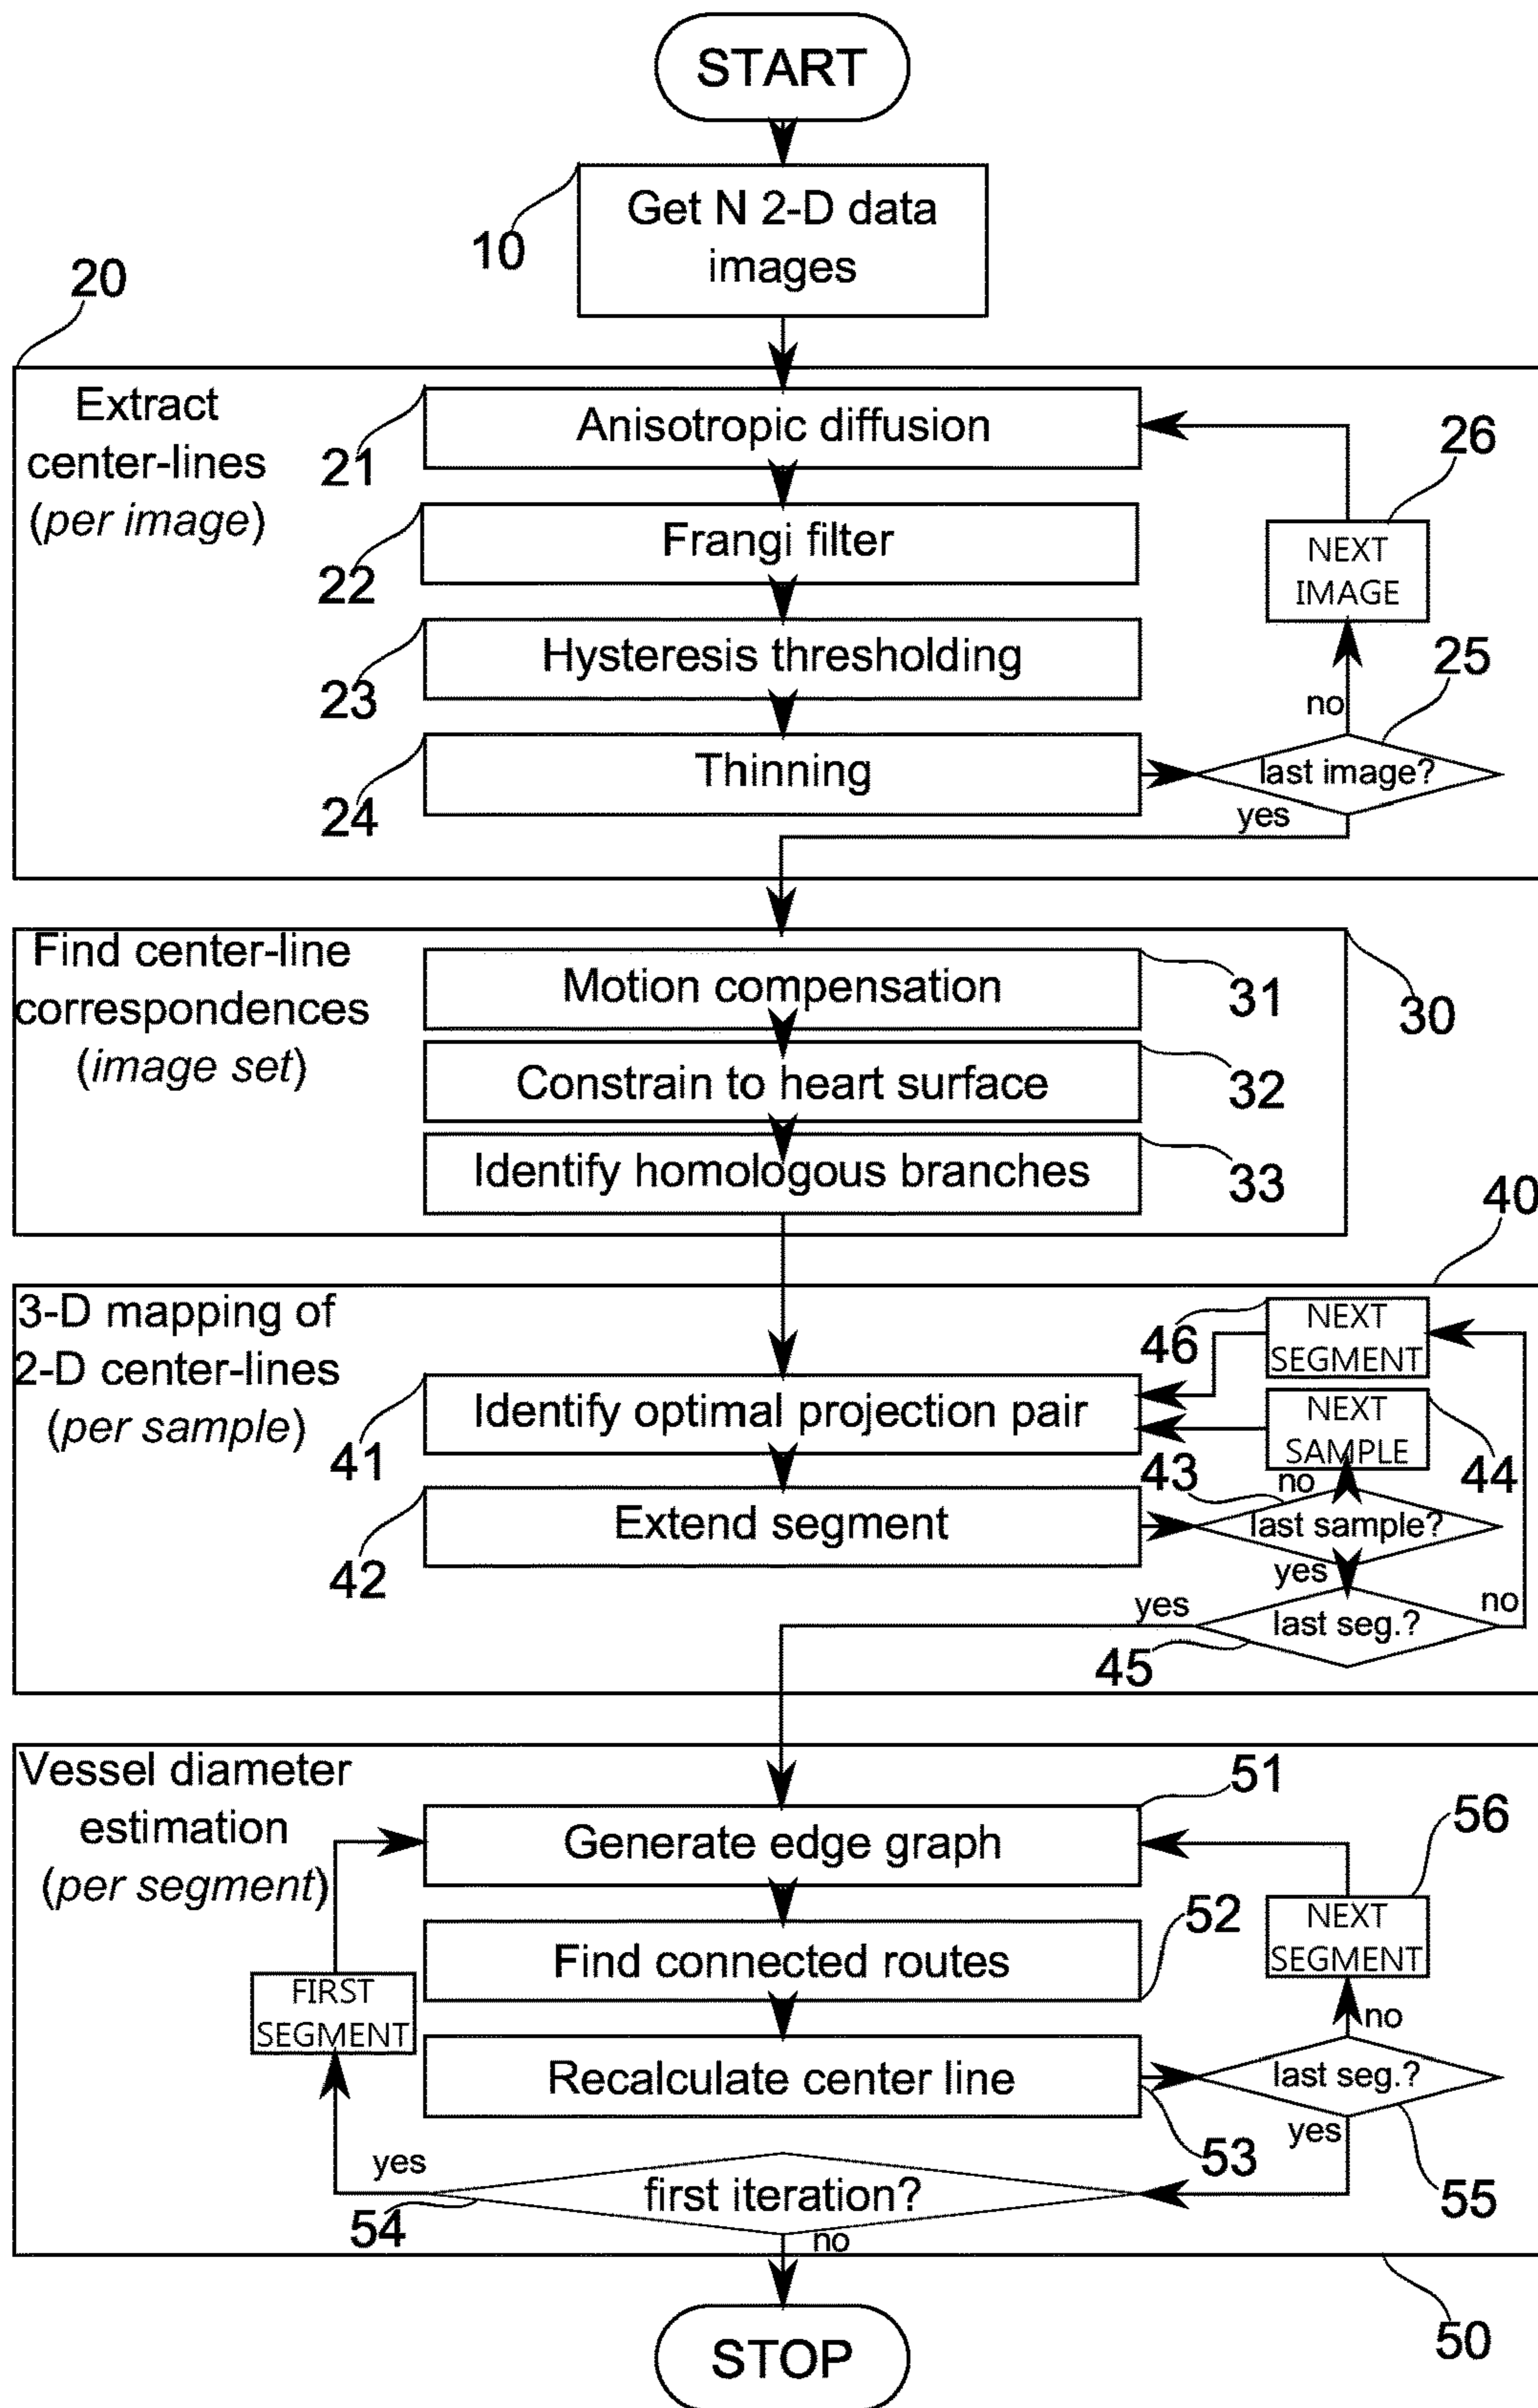 START
Get N 2-D data
images
10
20
Extract
center-lines
(per image)
Anisotropic diffusion
21
26
Frangi filter
22
NEXT
IMAGE
Hysteresis thresholding
23
25
no
Thinning
24
last image?
yes
Find center-line
correspondences
(image set)
Motion compensation
31
30
Constrain to heart surface
32
Identify homologous branches
33
40
3-D mapping of
2-D center-lines
(per sample)
46
NEXT
SEGMENT
Identify optimal projection pair
41
NEXT
SAMPLE
44
43
no
Extend segment
42
last sample?
yes
yes
last seg.?
no
45
Vessel diameter
estimation
(per segment)
51
Generate edge graph
56
52
NEXT
SEGMENT
Find connected routes
FIRST
SEGMENT
no
Recalculate center line
last seg.?
53
yes
yes
first iteration?
54
55
no
50
STOP